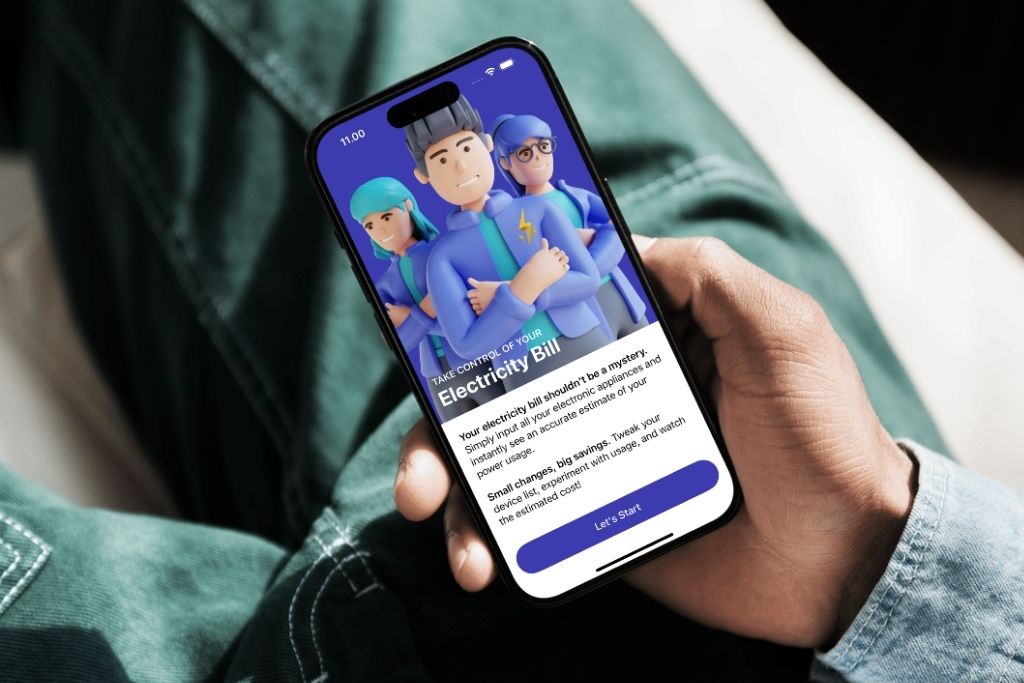 11.00
TAKE CONTROL OF YOUR
Electricity Bill
Your electricity bill shouldn't be a mystery.
Simply input all your electronic appliances and
instantly see an accurate estimate of your
power usage.
Small changes, big savings. Tweak your
device list, experiment with usage, and watch
the estimated cost!
Let's Start